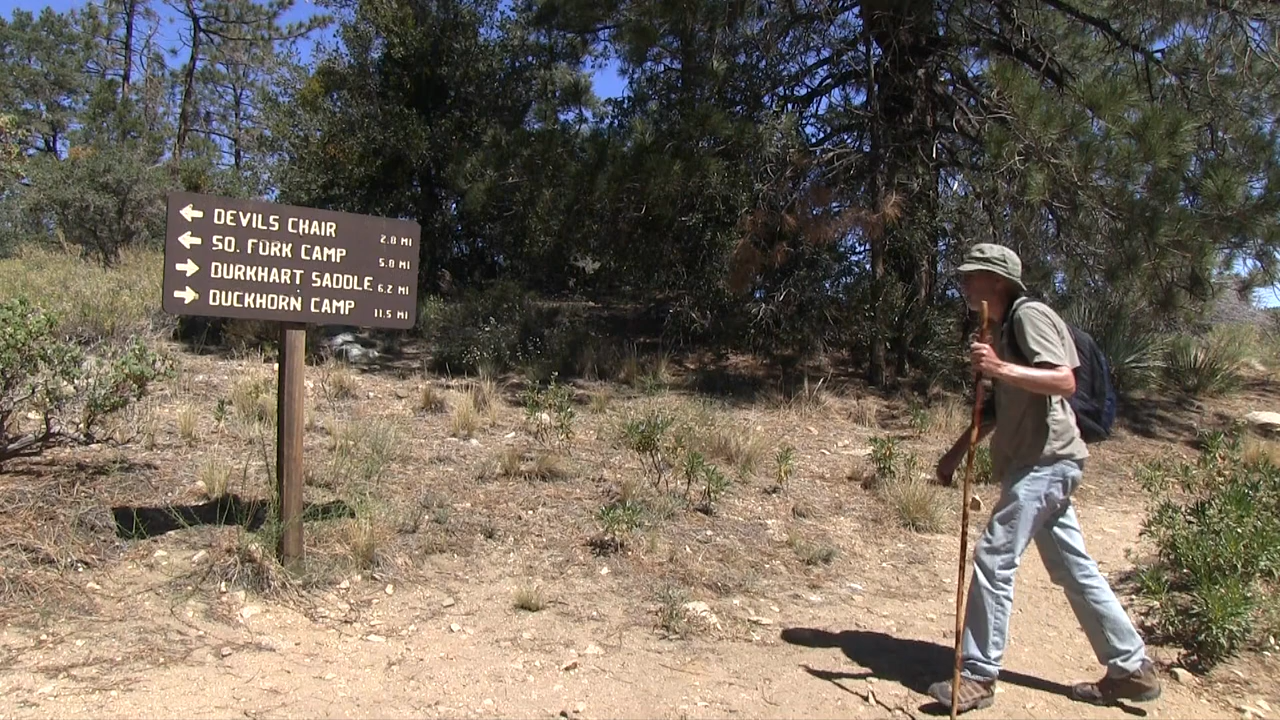 ← DEVILS CHAIR 2.8 MI
← SO. FORK CAMP 5.0 MI
→ BURKHART SADDLE 6.2 MI
→ BUCKHORN CAMP 11.5 MI